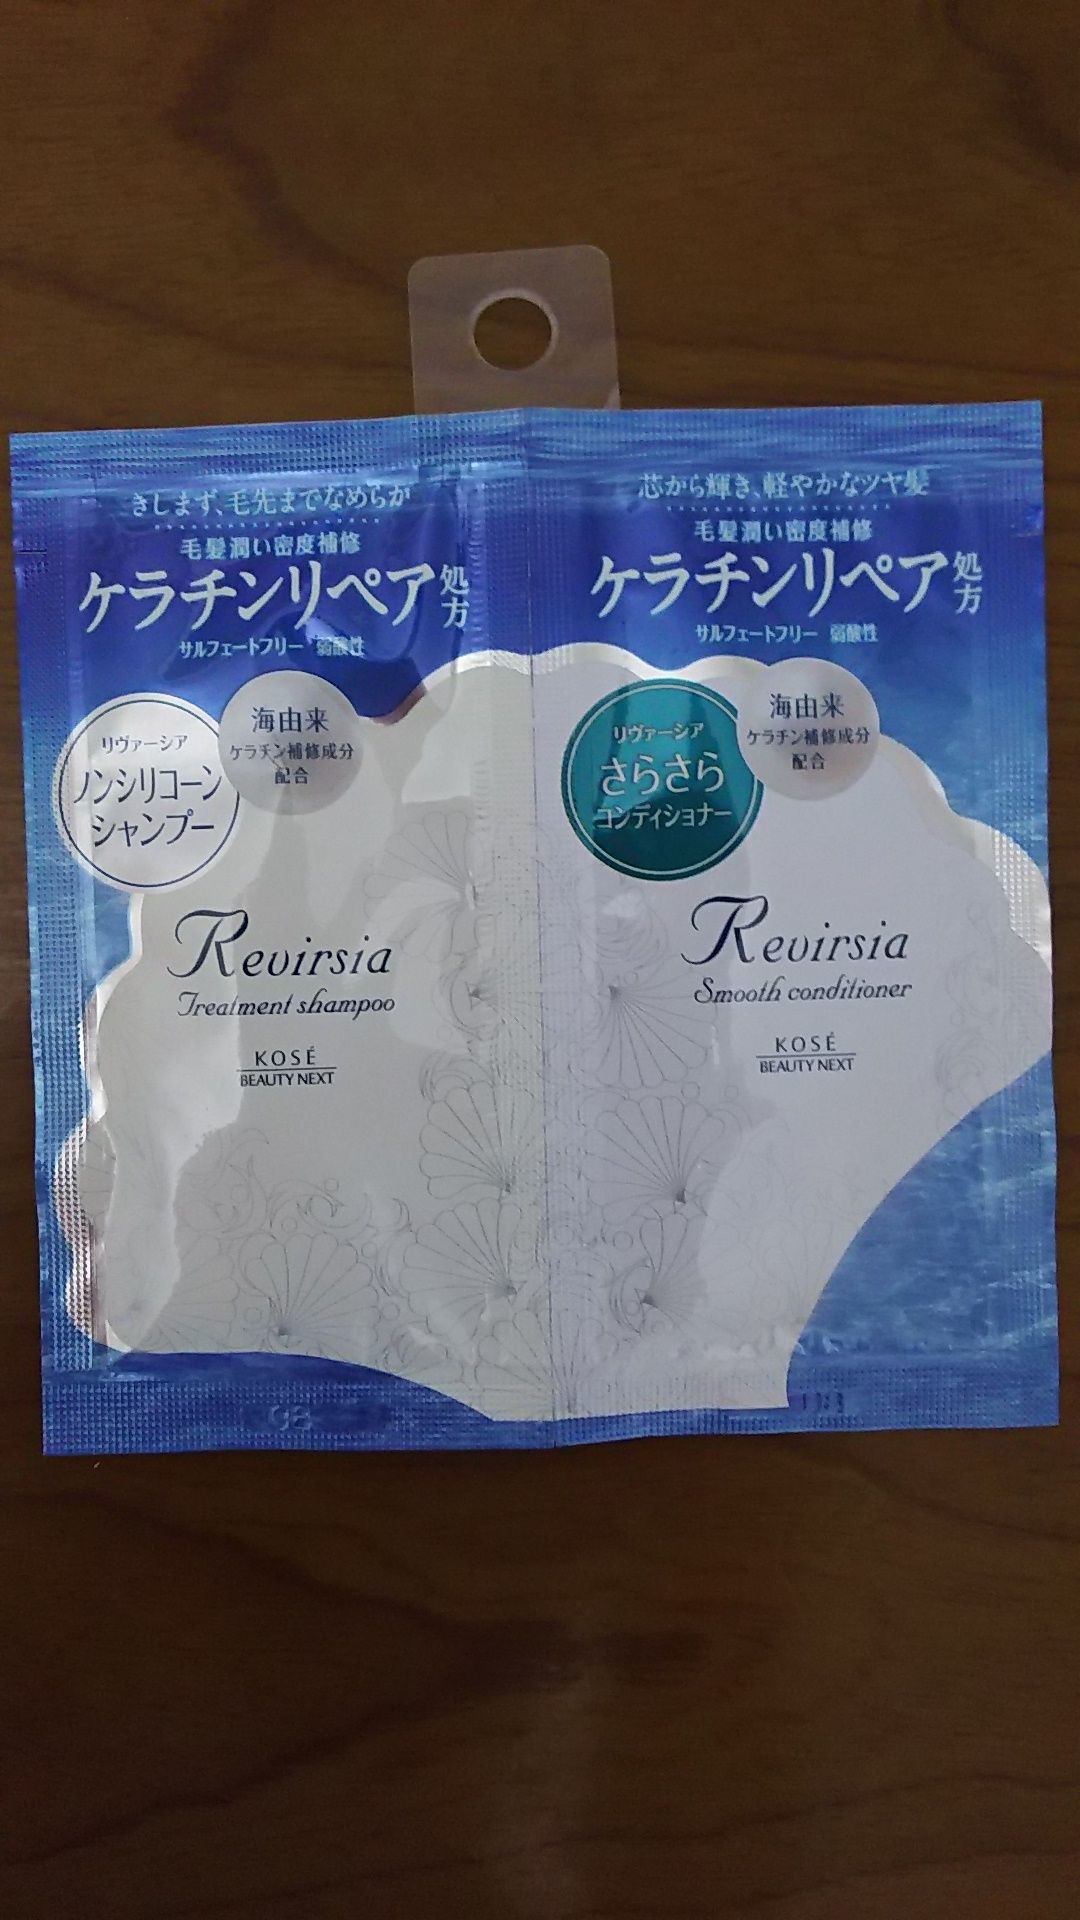 きしまず、毛先までなめらか
毛髪潤い密度補修
ケラチンリペア処方
サルフェートフリー 弱酸性
海由来
ケラチン補修成分
配合
リヴァーシア
ノンシリコーン
シャンプー
Revirsia
Treatment shampoo
KOSÉ
BEAUTY NEXT
芯から輝き、軽やかなツヤ髪
毛髪潤い密度補修
ケラチンリペア処方
サルフェートフリー 弱酸性
海由来
ケラチン補修成分
配合
リヴァーシア
さらさら
コンディショナー
Revirsia
Smooth conditioner
KOSÉ
BEAUTY NEXT